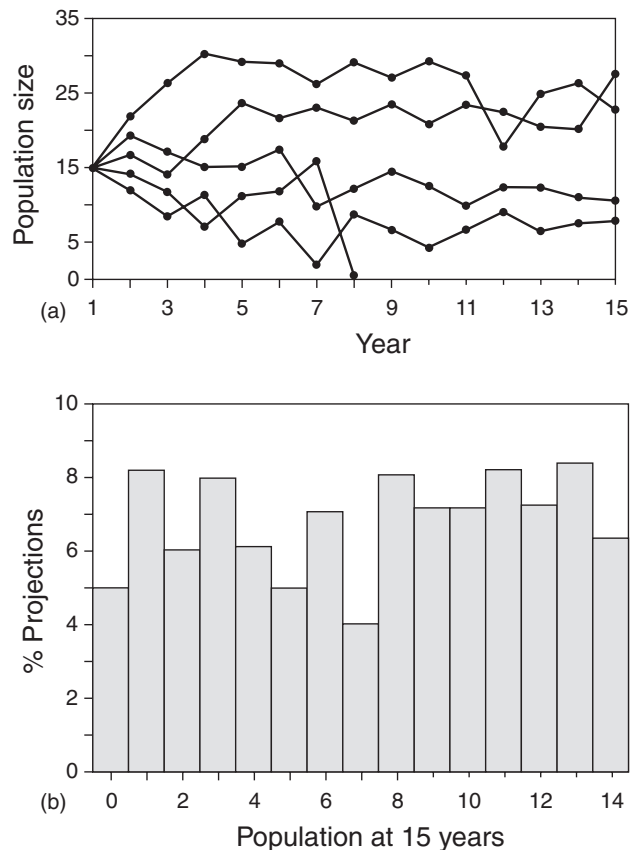 35
25
15
5
0
Population size
(a)
1 3 5 7 9 11 13 15
Year
10
8
6
4
2
0
% Projections
(b)
0 2 4 6 8 10 12 14
Population at 15 years